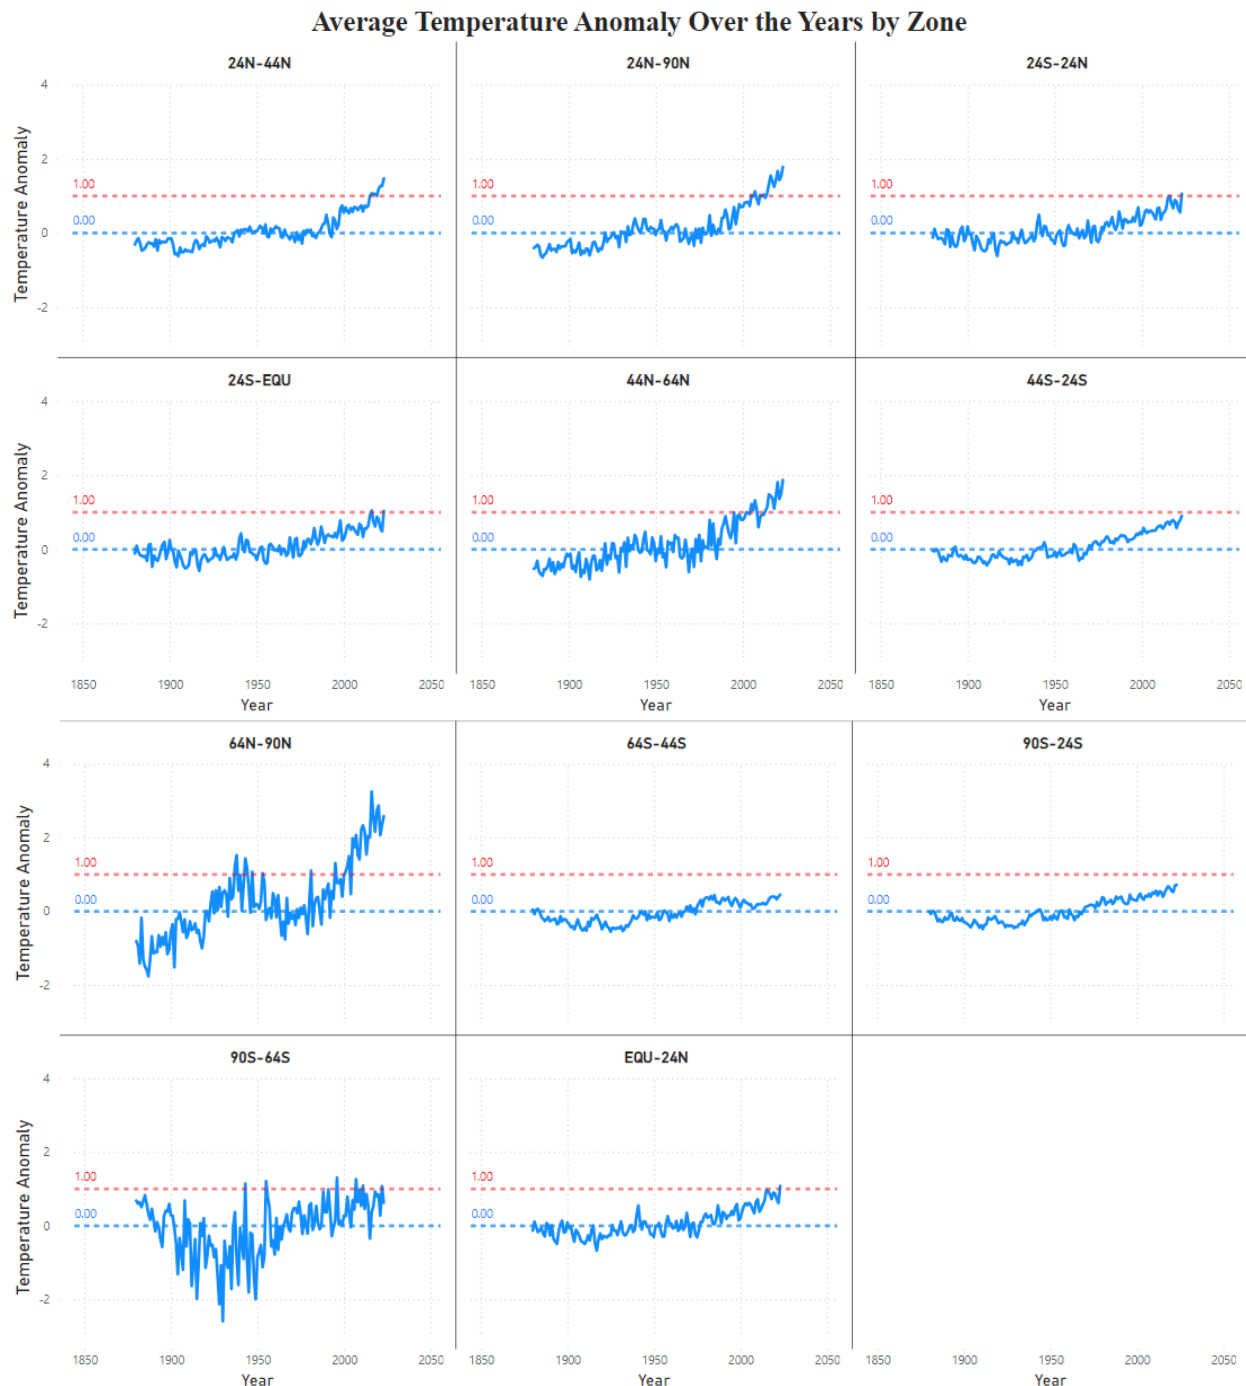 Average Temperature Anomaly Over the Years by Zone
24N-44N 24N-90N 24S-24N
4
2
1.00 1.00 1.00
0.00 0.00 0.00
0
-2
Temperature Anomaly
24S-EQU 44N-64N 44S-24S
4
2
1.00 1.00 1.00
0.00 0.00 0.00
0
-2
Temperature Anomaly
1850 1900 1950 2000 2050 1850 1900 1950 2000 2050 1850 1900 1950 2000 2050
Year Year Year
64N-90N 64S-44S 90S-24S
4
2
1.00 1.00 1.00
0.00 0.00 0.00
0
-2
Temperature Anomaly
90S-64S EQU-24N
4
2
1.00 1.00
0.00 0.00
0
-2
Temperature Anomaly
1850 1900 1950 2000 2050 1850 1900 1950 2000 2050 1850 1900 1950 2000 2050
Year Year Year